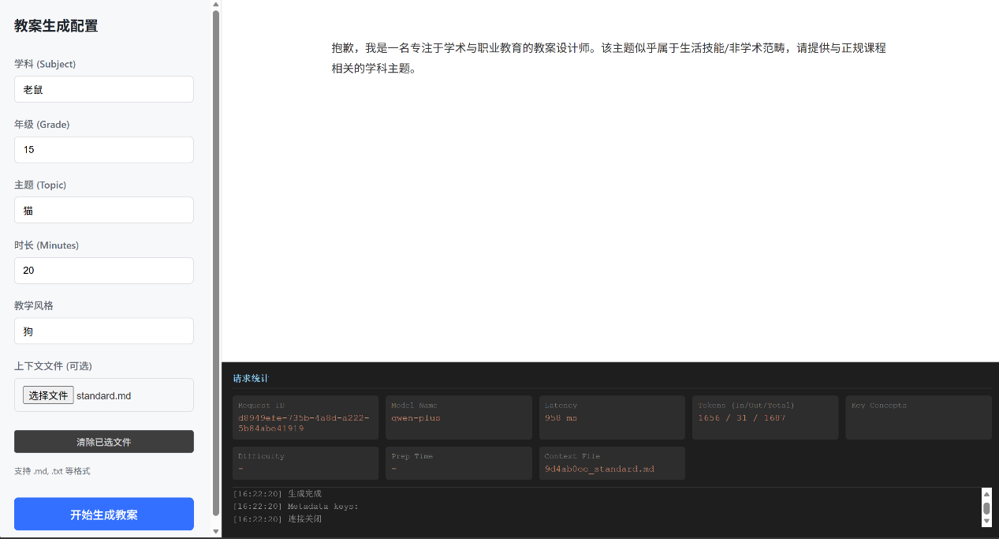 教案生成配置
学科 (Subject)
老鼠
年级 (Grade)
15
主题 (Topic)
猫
时长 (Minutes)
20
教学风格
狗
上下文文件 (可选)
选择文件 standard.md
清除已选文件
支持 .md, .txt 等格式
开始生成教案
抱歉，我是一名专注于学术与职业教育的教案设计师。该主题似乎属于生活技能/非学术范畴，请提供与正规课程
相关的学科主题。
请求统计
Request ID
d8949efe-735b-4a8d-a222-
5b84abe41919
Model Name
qwen-plus
Latency
958 ms
Tokens (In/Out/Total)
1656 / 31 / 1687
Key Concepts
Difficulty
-
Prep Time
-
Context File
9d4ab0ec_standard.md
[16:22:20] 生成完成
[16:22:20] Metadata keys:
[16:22:20] 连接关闭